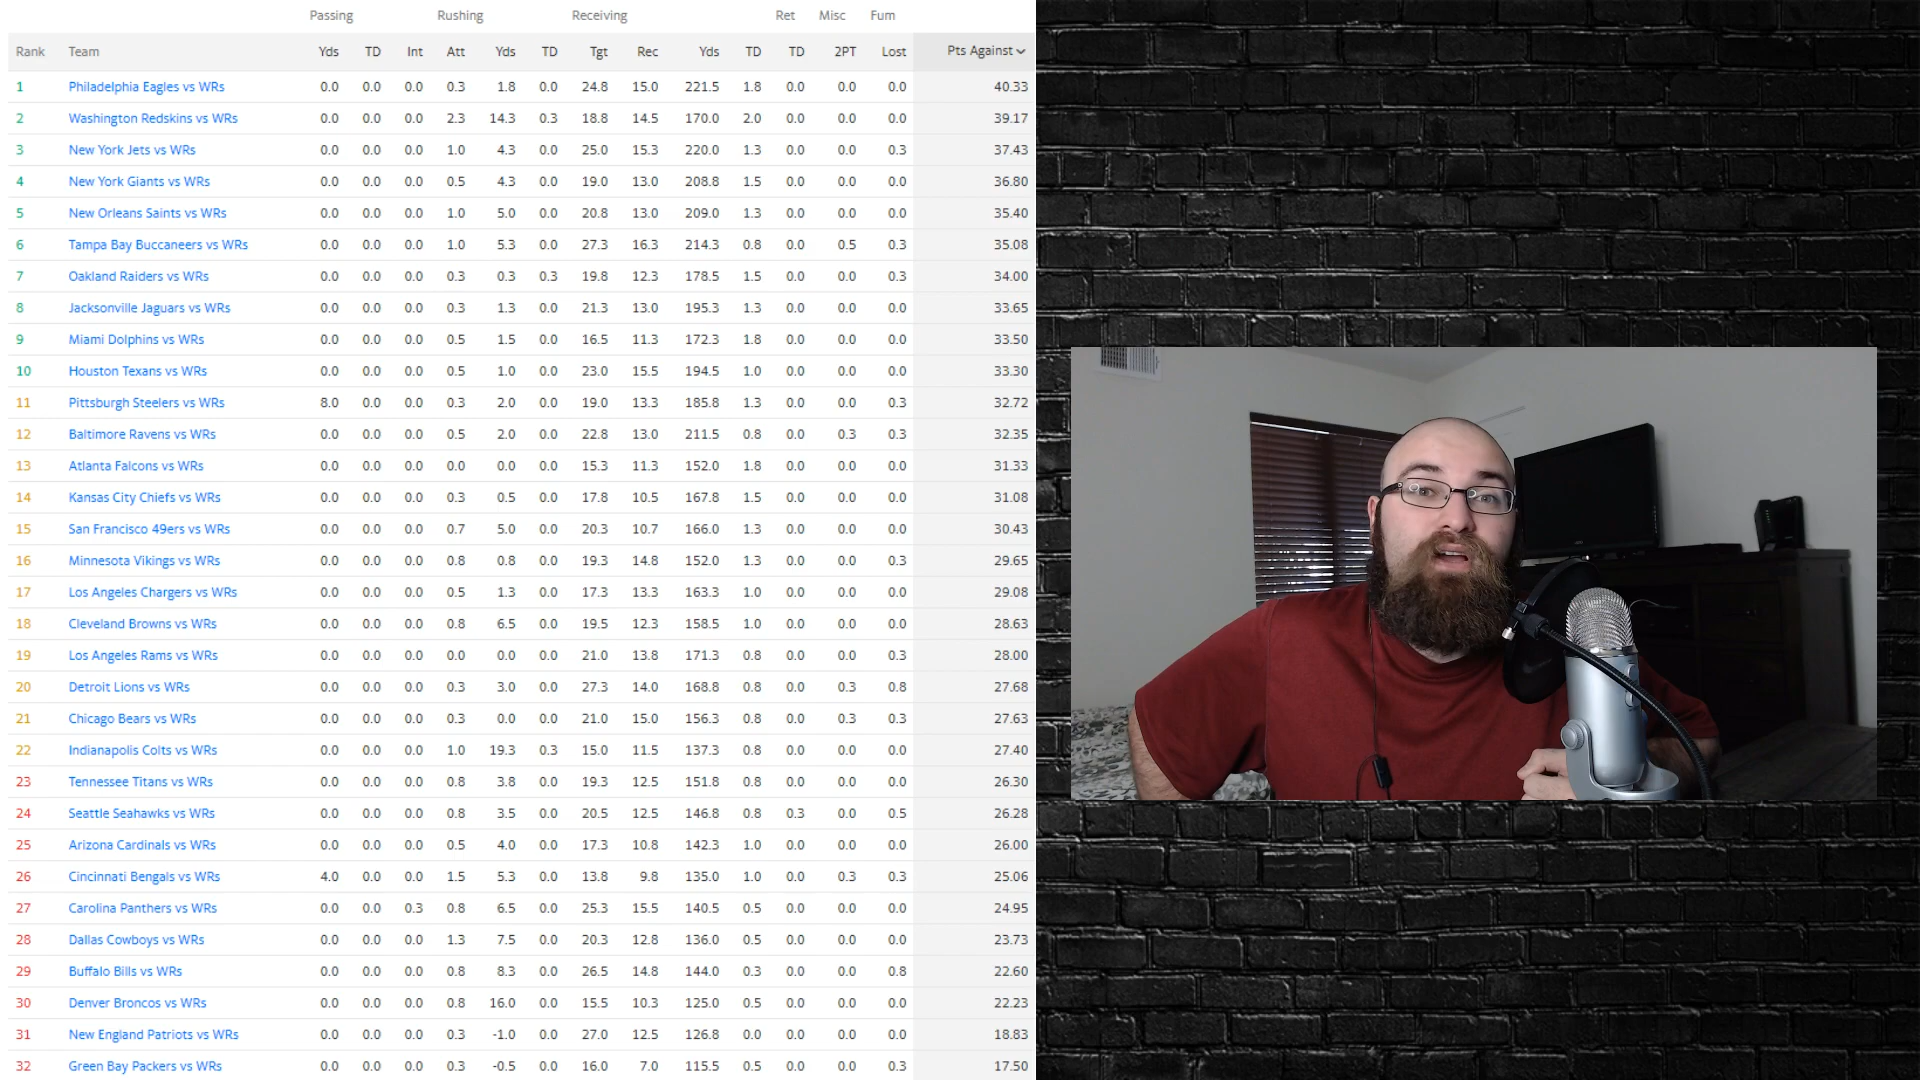 Passing Rushing Receiving Ret Misc Fum
Rank Team Yds TD Int Att Yds TD Tgt Rec Yds TD TD 2PT Lost Pts Against
1 Philadelphia Eagles vs WRs 0.0 0.0 0.0 0.3 1.8 0.0 24.8 15.0 221.5 1.8 0.0 0.0 0.0 40.33
2 Washington Redskins vs WRs 0.0 0.0 0.0 2.3 14.3 0.3 18.8 14.5 170.0 2.0 0.0 0.0 0.0 39.17
3 New York Jets vs WRs 0.0 0.0 0.0 1.0 4.3 0.0 25.0 15.3 220.0 1.3 0.0 0.0 0.3 37.43
4 New York Giants vs WRs 0.0 0.0 0.0 0.5 4.3 0.0 19.0 13.0 208.8 1.5 0.0 0.0 0.0 36.80
5 New Orleans Saints vs WRs 0.0 0.0 0.0 1.0 5.0 0.0 20.8 13.0 209.0 1.3 0.0 0.0 0.0 35.40
6 Tampa Bay Buccaneers vs WRs 0.0 0.0 0.0 1.0 5.3 0.0 27.3 16.3 214.3 0.8 0.0 0.5 0.3 35.08
7 Oakland Raiders vs WRs 0.0 0.0 0.0 0.3 0.3 0.3 19.8 12.3 178.5 1.5 0.0 0.0 0.3 34.00
8 Jacksonville Jaguars vs WRs 0.0 0.0 0.0 0.3 1.3 0.0 21.3 13.0 195.3 1.3 0.0 0.0 0.0 33.65
9 Miami Dolphins vs WRs 0.0 0.0 0.0 0.5 1.5 0.0 16.5 11.3 172.3 1.8 0.0 0.0 0.0 33.50
10 Houston Texans vs WRs 0.0 0.0 0.0 0.5 1.0 0.0 23.0 15.5 194.5 1.0 0.0 0.0 0.0 33.30
11 Pittsburgh Steelers vs WRs 8.0 0.0 0.0 0.3 2.0 0.0 19.0 13.3 185.8 1.3 0.0 0.0 0.3 32.72
12 Baltimore Ravens vs WRs 0.0 0.0 0.0 0.5 2.0 0.0 22.8 13.0 211.5 0.8 0.0 0.3 0.3 32.35
13 Atlanta Falcons vs WRs 0.0 0.0 0.0 0.0 0.0 0.0 15.3 11.3 152.0 1.8 0.0 0.0 0.0 31.33
14 Kansas City Chiefs vs WRs 0.0 0.0 0.0 0.3 0.5 0.0 17.8 10.5 167.8 1.5 0.0 0.0 0.0 31.08
15 San Francisco 49ers vs WRs 0.0 0.0 0.0 0.7 5.0 0.0 20.3 10.7 166.0 1.3 0.0 0.0 0.0 30.43
16 Minnesota Vikings vs WRs 0.0 0.0 0.0 0.8 0.8 0.0 19.3 14.8 152.0 1.3 0.0 0.0 0.3 29.65
17 Los Angeles Chargers vs WRs 0.0 0.0 0.0 0.5 1.3 0.0 17.3 13.3 163.3 1.0 0.0 0.0 0.0 29.08
18 Cleveland Browns vs WRs 0.0 0.0 0.0 0.8 6.5 0.0 19.5 12.3 158.5 1.0 0.0 0.0 0.0 28.63
19 Los Angeles Rams vs WRs 0.0 0.0 0.0 0.0 0.0 0.0 21.0 13.8 171.3 0.8 0.0 0.0 0.3 28.00
20 Detroit Lions vs WRs 0.0 0.0 0.0 0.3 3.0 0.0 27.3 14.0 168.8 0.8 0.0 0.3 0.8 27.68
21 Chicago Bears vs WRs 0.0 0.0 0.0 0.3 0.0 0.0 21.0 15.0 156.3 0.8 0.0 0.3 0.3 27.63
22 Indianapolis Colts vs WRs 0.0 0.0 0.0 1.0 19.3 0.3 15.0 11.5 137.3 0.8 0.0 0.0 0.0 27.40
23 Tennessee Titans vs WRs 0.0 0.0 0.0 0.8 3.8 0.0 19.3 12.5 151.8 0.8 0.0 0.0 0.0 26.30
24 Seattle Seahawks vs WRs 0.0 0.0 0.0 0.8 3.5 0.0 20.5 12.5 146.8 0.8 0.3 0.0 0.5 26.28
25 Arizona Cardinals vs WRs 0.0 0.0 0.0 0.5 4.0 0.0 17.3 10.8 142.3 1.0 0.0 0.0 0.0 26.00
26 Cincinnati Bengals vs WRs 4.0 0.0 0.0 1.5 5.3 0.0 13.8 9.8 135.0 1.0 0.0 0.3 0.3 25.06
27 Carolina Panthers vs WRs 0.0 0.0 0.3 0.8 6.5 0.0 25.3 15.5 140.5 0.5 0.0 0.0 0.0 24.95
28 Dallas Cowboys vs WRs 0.0 0.0 0.0 1.3 7.5 0.0 20.3 12.8 136.0 0.5 0.0 0.0 0.0 23.73
29 Buffalo Bills vs WRs 0.0 0.0 0.0 0.8 8.3 0.0 26.5 14.8 144.0 0.3 0.0 0.0 0.8 22.60
30 Denver Broncos vs WRs 0.0 0.0 0.0 0.8 16.0 0.0 15.5 10.3 125.0 0.5 0.0 0.0 0.0 22.23
31 New England Patriots vs WRs 0.0 0.0 0.0 0.3 -1.0 0.0 27.0 12.5 126.8 0.0 0.0 0.0 0.0 18.83
32 Green Bay Packers vs WRs 0.0 0.0 0.0 0.3 -0.5 0.0 16.0 7.0 115.5 0.5 0.0 0.0 0.3 17.50